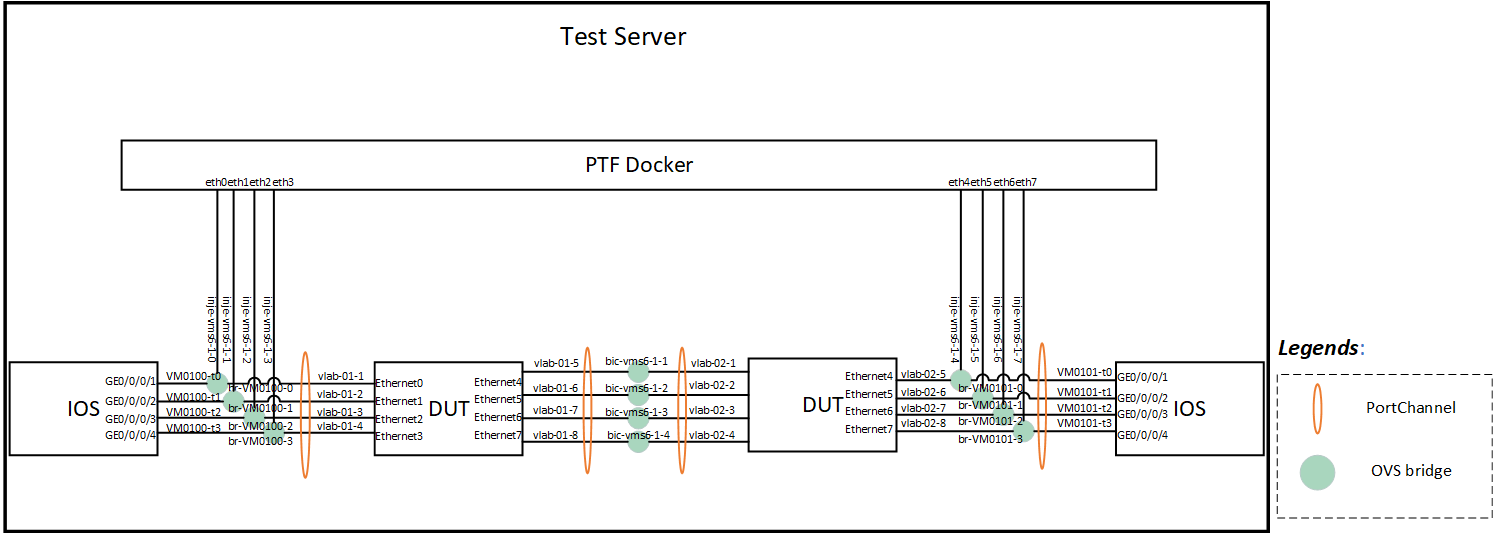 Test Server
PTF Docker
eth0 eth1 eth2 eth3
eth4 eth5 eth6 eth7
inje-vms6-1-0
inje-vms6-1-1
inje-vms6-1-2
inje-vms6-1-3
inje-vms6-1-4
inje-vms6-1-5
inje-vms6-1-6
inje-vms6-1-7
IOS
GE0/0/0/1
GE0/0/0/2
GE0/0/0/3
GE0/0/0/4
VM0100-t0
VM0100-t1
VM0100-t2
VM0100-t3
br-VM0100-0
br-VM0100-1
br-VM0100-2
br-VM0100-3
vlab-01-1
vlab-01-2
vlab-01-3
vlab-01-4
DUT
Ethernet0
Ethernet1
Ethernet2
Ethernet3
Ethernet4
Ethernet5
Ethernet6
Ethernet7
vlab-01-5
vlab-01-6
vlab-01-7
vlab-01-8
bic-vms6-1-1
bic-vms6-1-2
bic-vms6-1-3
bic-vms6-1-4
vlab-02-1
vlab-02-2
vlab-02-3
vlab-02-4
DUT
Ethernet4
Ethernet5
Ethernet6
Ethernet7
vlab-02-5
vlab-02-6
vlab-02-7
vlab-02-8
br-VM0101-0
br-VM0101-1
br-VM0101-2
br-VM0101-3
VM0101-t0
VM0101-t1
VM0101-t2
VM0101-t3
GE0/0/0/1
GE0/0/0/2
GE0/0/0/3
GE0/0/0/4
IOS
Legends:
PortChannel
OVS bridge